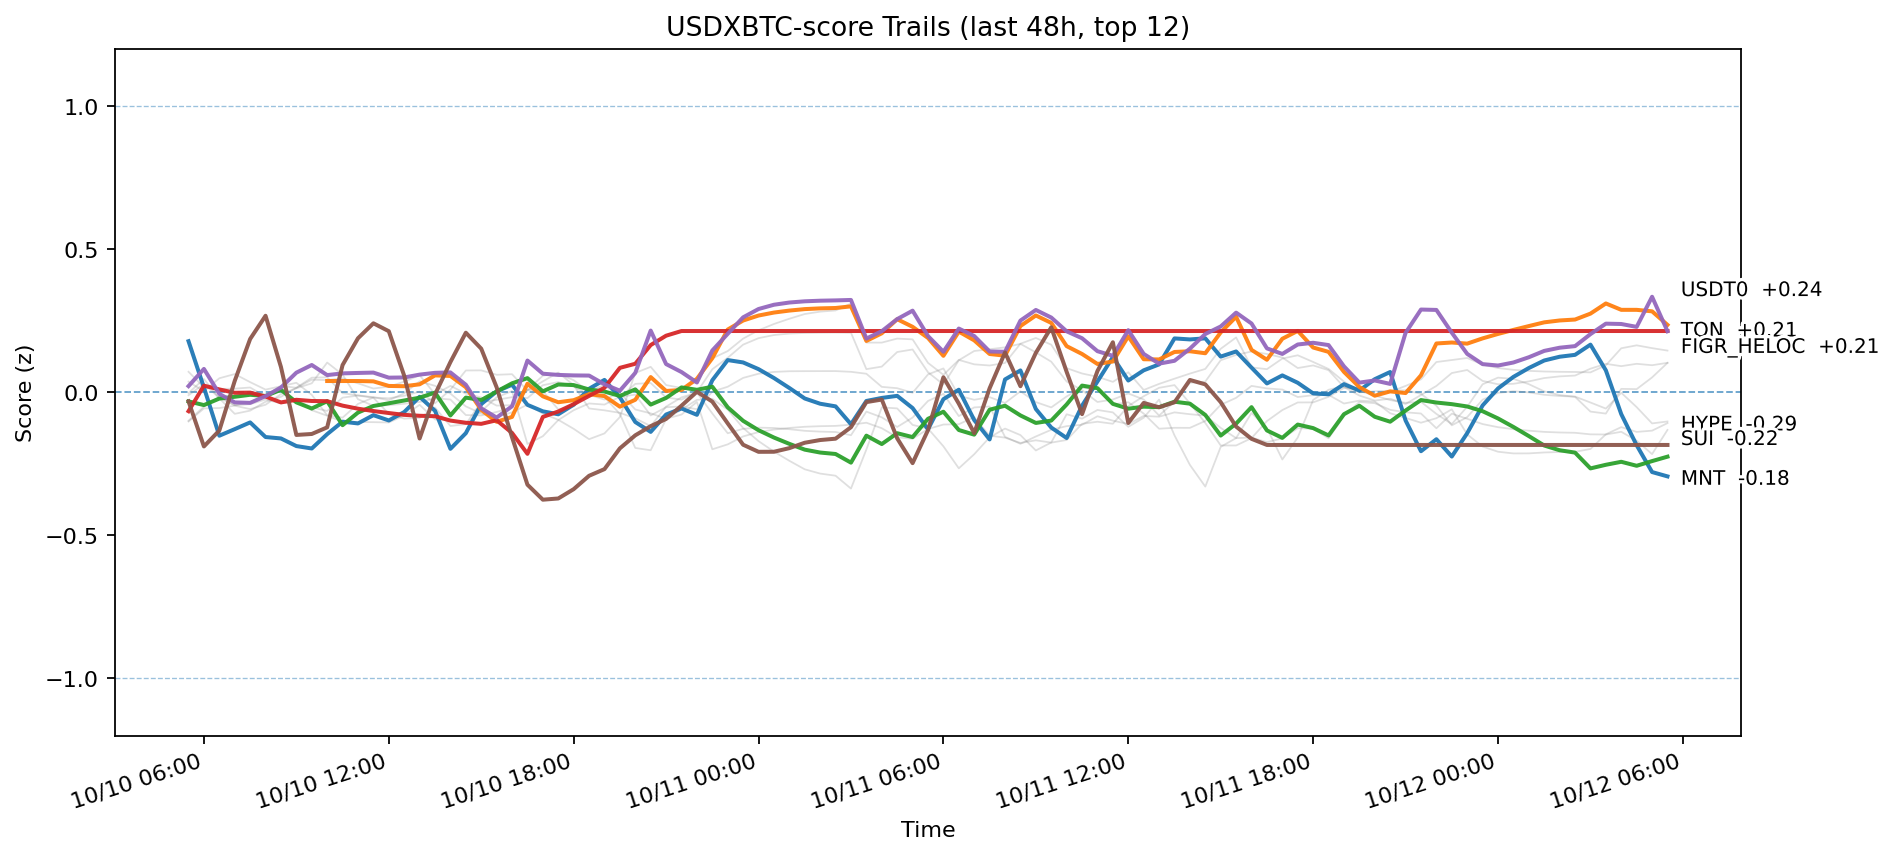 USDXBTC-score Trails (last 48h, top 12)
Score (z)
1.0
0.5
0.0
−0.5
−1.0
USDT0 +0.24
TON +0.21
FIGR_HELOC +0.21
HYPE -0.29
SUI -0.22
MNT -0.18
10/10 06:00
10/10 12:00
10/10 18:00
10/11 00:00
10/11 06:00
10/11 12:00
10/11 18:00
10/12 00:00
10/12 06:00
Time